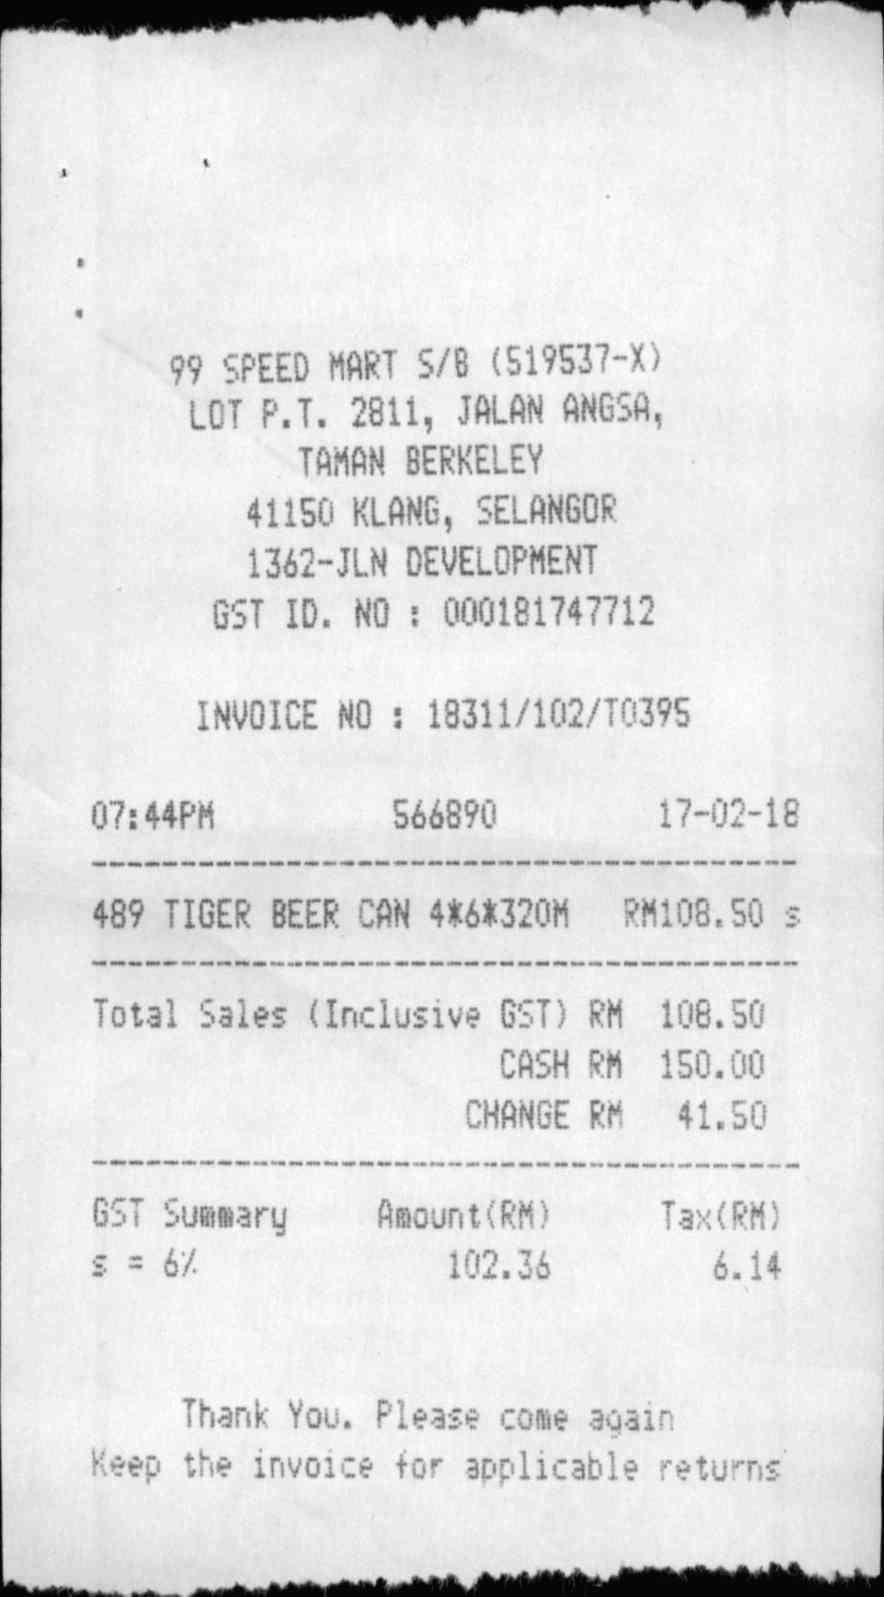 99 SPEED MART S/B (519537-X)
LOT P.T. 2811, JALAN ANGSA,
TAMAN BERKELEY
41150 KLANG, SELANGOR
1362-JLN DEVELOPMENT
GST ID. NO : 000181747712
INVOICE NO : 18311/102/T0395
07:44PM 566890 17-02-18
489 TIGER BEER CAN 4*6*320M RM108.50 s
Total Sales (Inclusive GST) RM 108.50
CASH RM 150.00
CHANGE RM 41.50
GST Summary Amount(RM) Tax(RM)
s = 6% 102.36 6.14
Thank You. Please come again
Keep the invoice for applicable returns